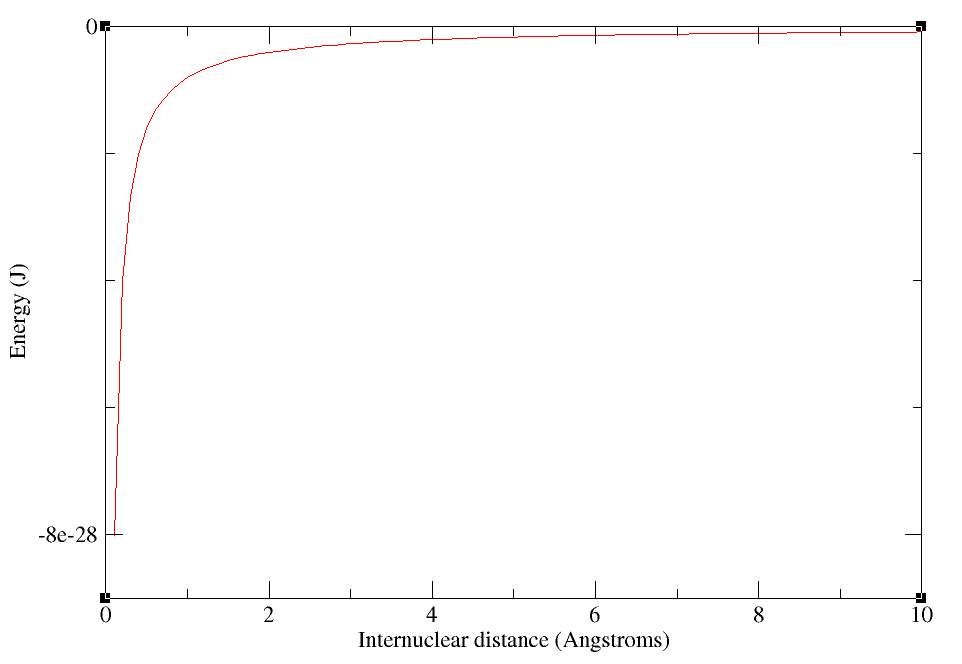 0
Energy (J)
-8e-28
0 2 4 6 8 10
Internuclear distance (Angstroms)